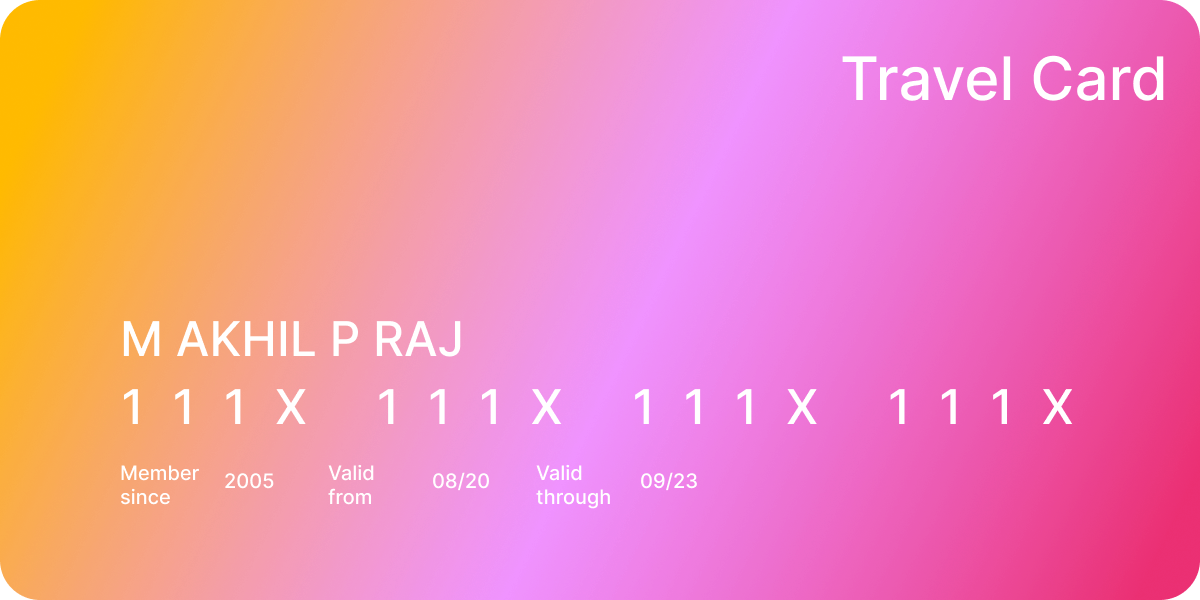 Travel Card
M AKHIL P RAJ
1 1 1 X 1 1 1 X 1 1 1 X 1 1 1 X
Member since 2005 Valid from 08/20 Valid through 09/23